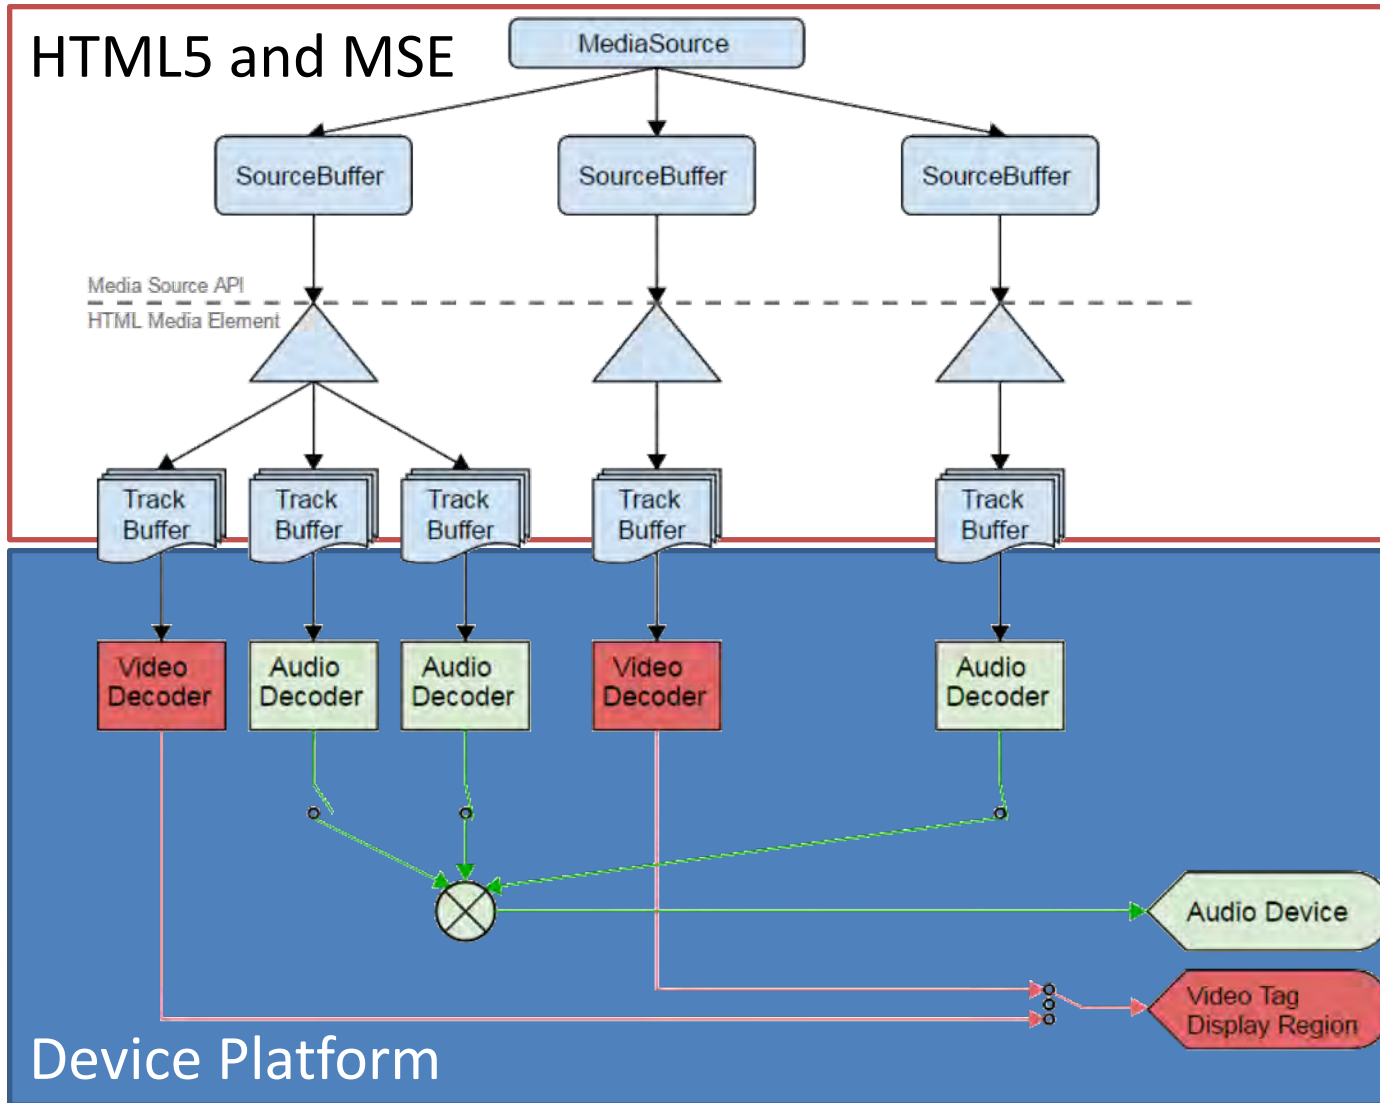 HTML5 and MSE
MediaSource
SourceBuffer
SourceBuffer
SourceBuffer
Media Source API
HTML Media Element
Track
Buffer
Track
Buffer
Track
Buffer
Track
Buffer
Track
Buffer
Video
Decoder
Audio
Decoder
Audio
Decoder
Video
Decoder
Audio
Decoder
Audio Device
Video Tag
Display Region
Device Platform